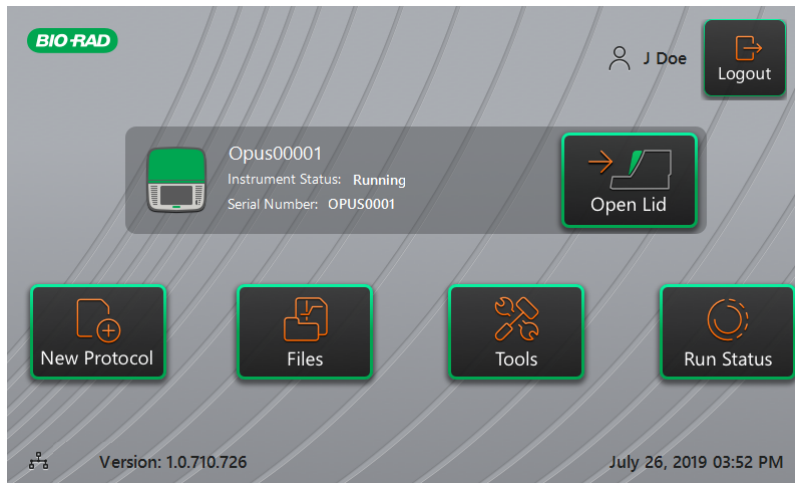 BIO-RAD
J Doe
Logout
Opus00001
Instrument Status: Running
Serial Number: OPUS0001
Open Lid
New Protocol
Files
Tools
Run Status
Version: 1.0.710.726
July 26, 2019 03:52 PM